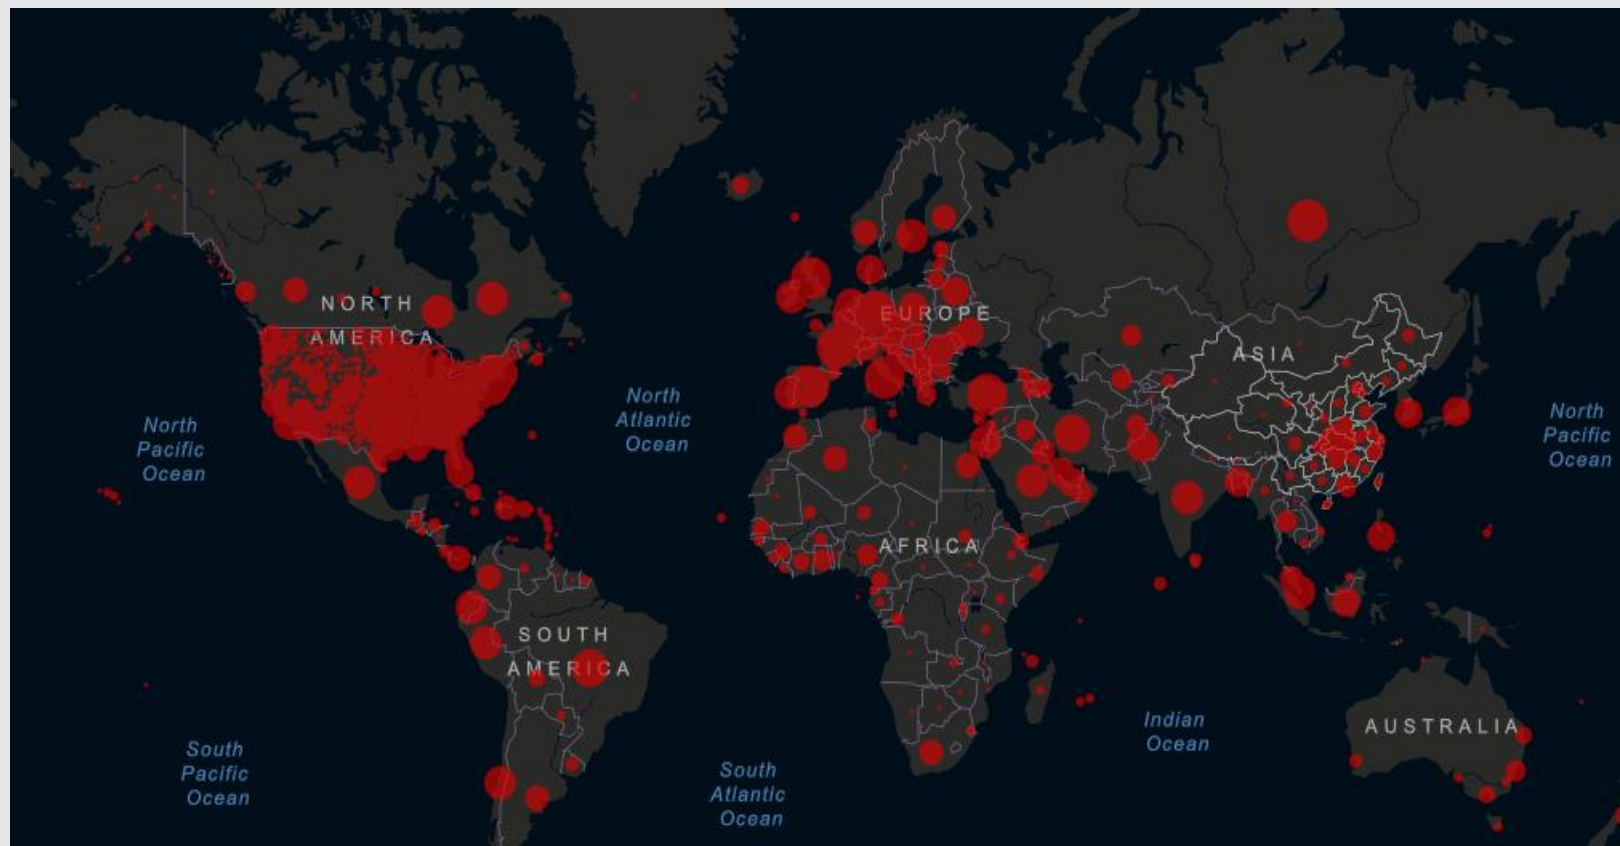 NORTH
AMERICA
EUROPE
ASIA
North
Atlantic
Ocean
North
Pacific
Ocean
North
Pacific
Ocean
AFRICA
SOUTH
AMERICA
Indian
Ocean
AUSTRALIA
South
Pacific
Ocean
South
Atlantic
Ocean